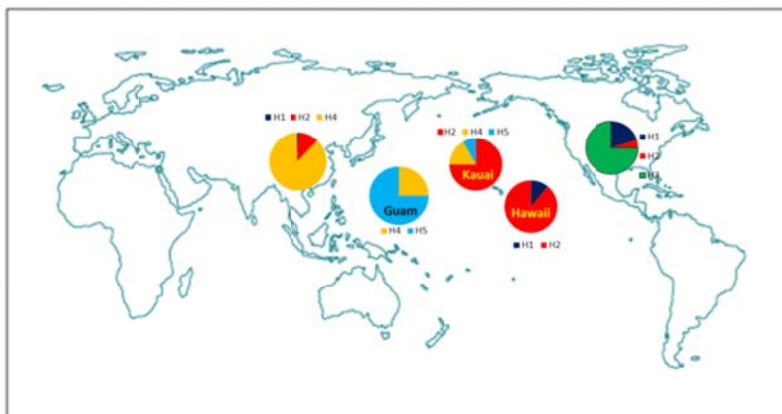 H1 H2 H4
H2 H4 H5
Kauai
Guam
H4 H5
Hawaii
H1 H2
H1
H2